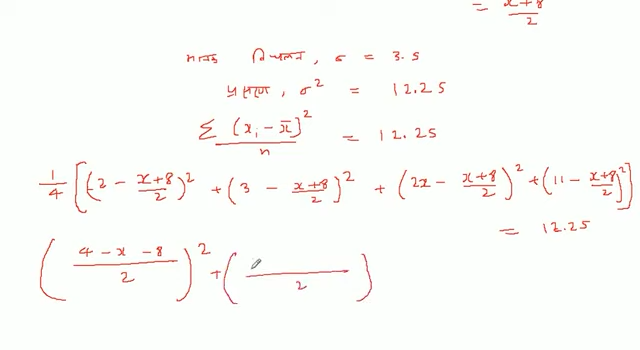 = x+8/2
मानक विचलन, σ = 3.5
प्रसरण, σ² = 12.25
Σ (xᵢ - x̄)²/n = 12.25
1/4 [(2 - x+8/2)² + (3 - x+8/2)² + (2x - x+8/2)² + (11 - x+8/2)²]
= 12.25
(4 - x - 8/2)² + ( /2)